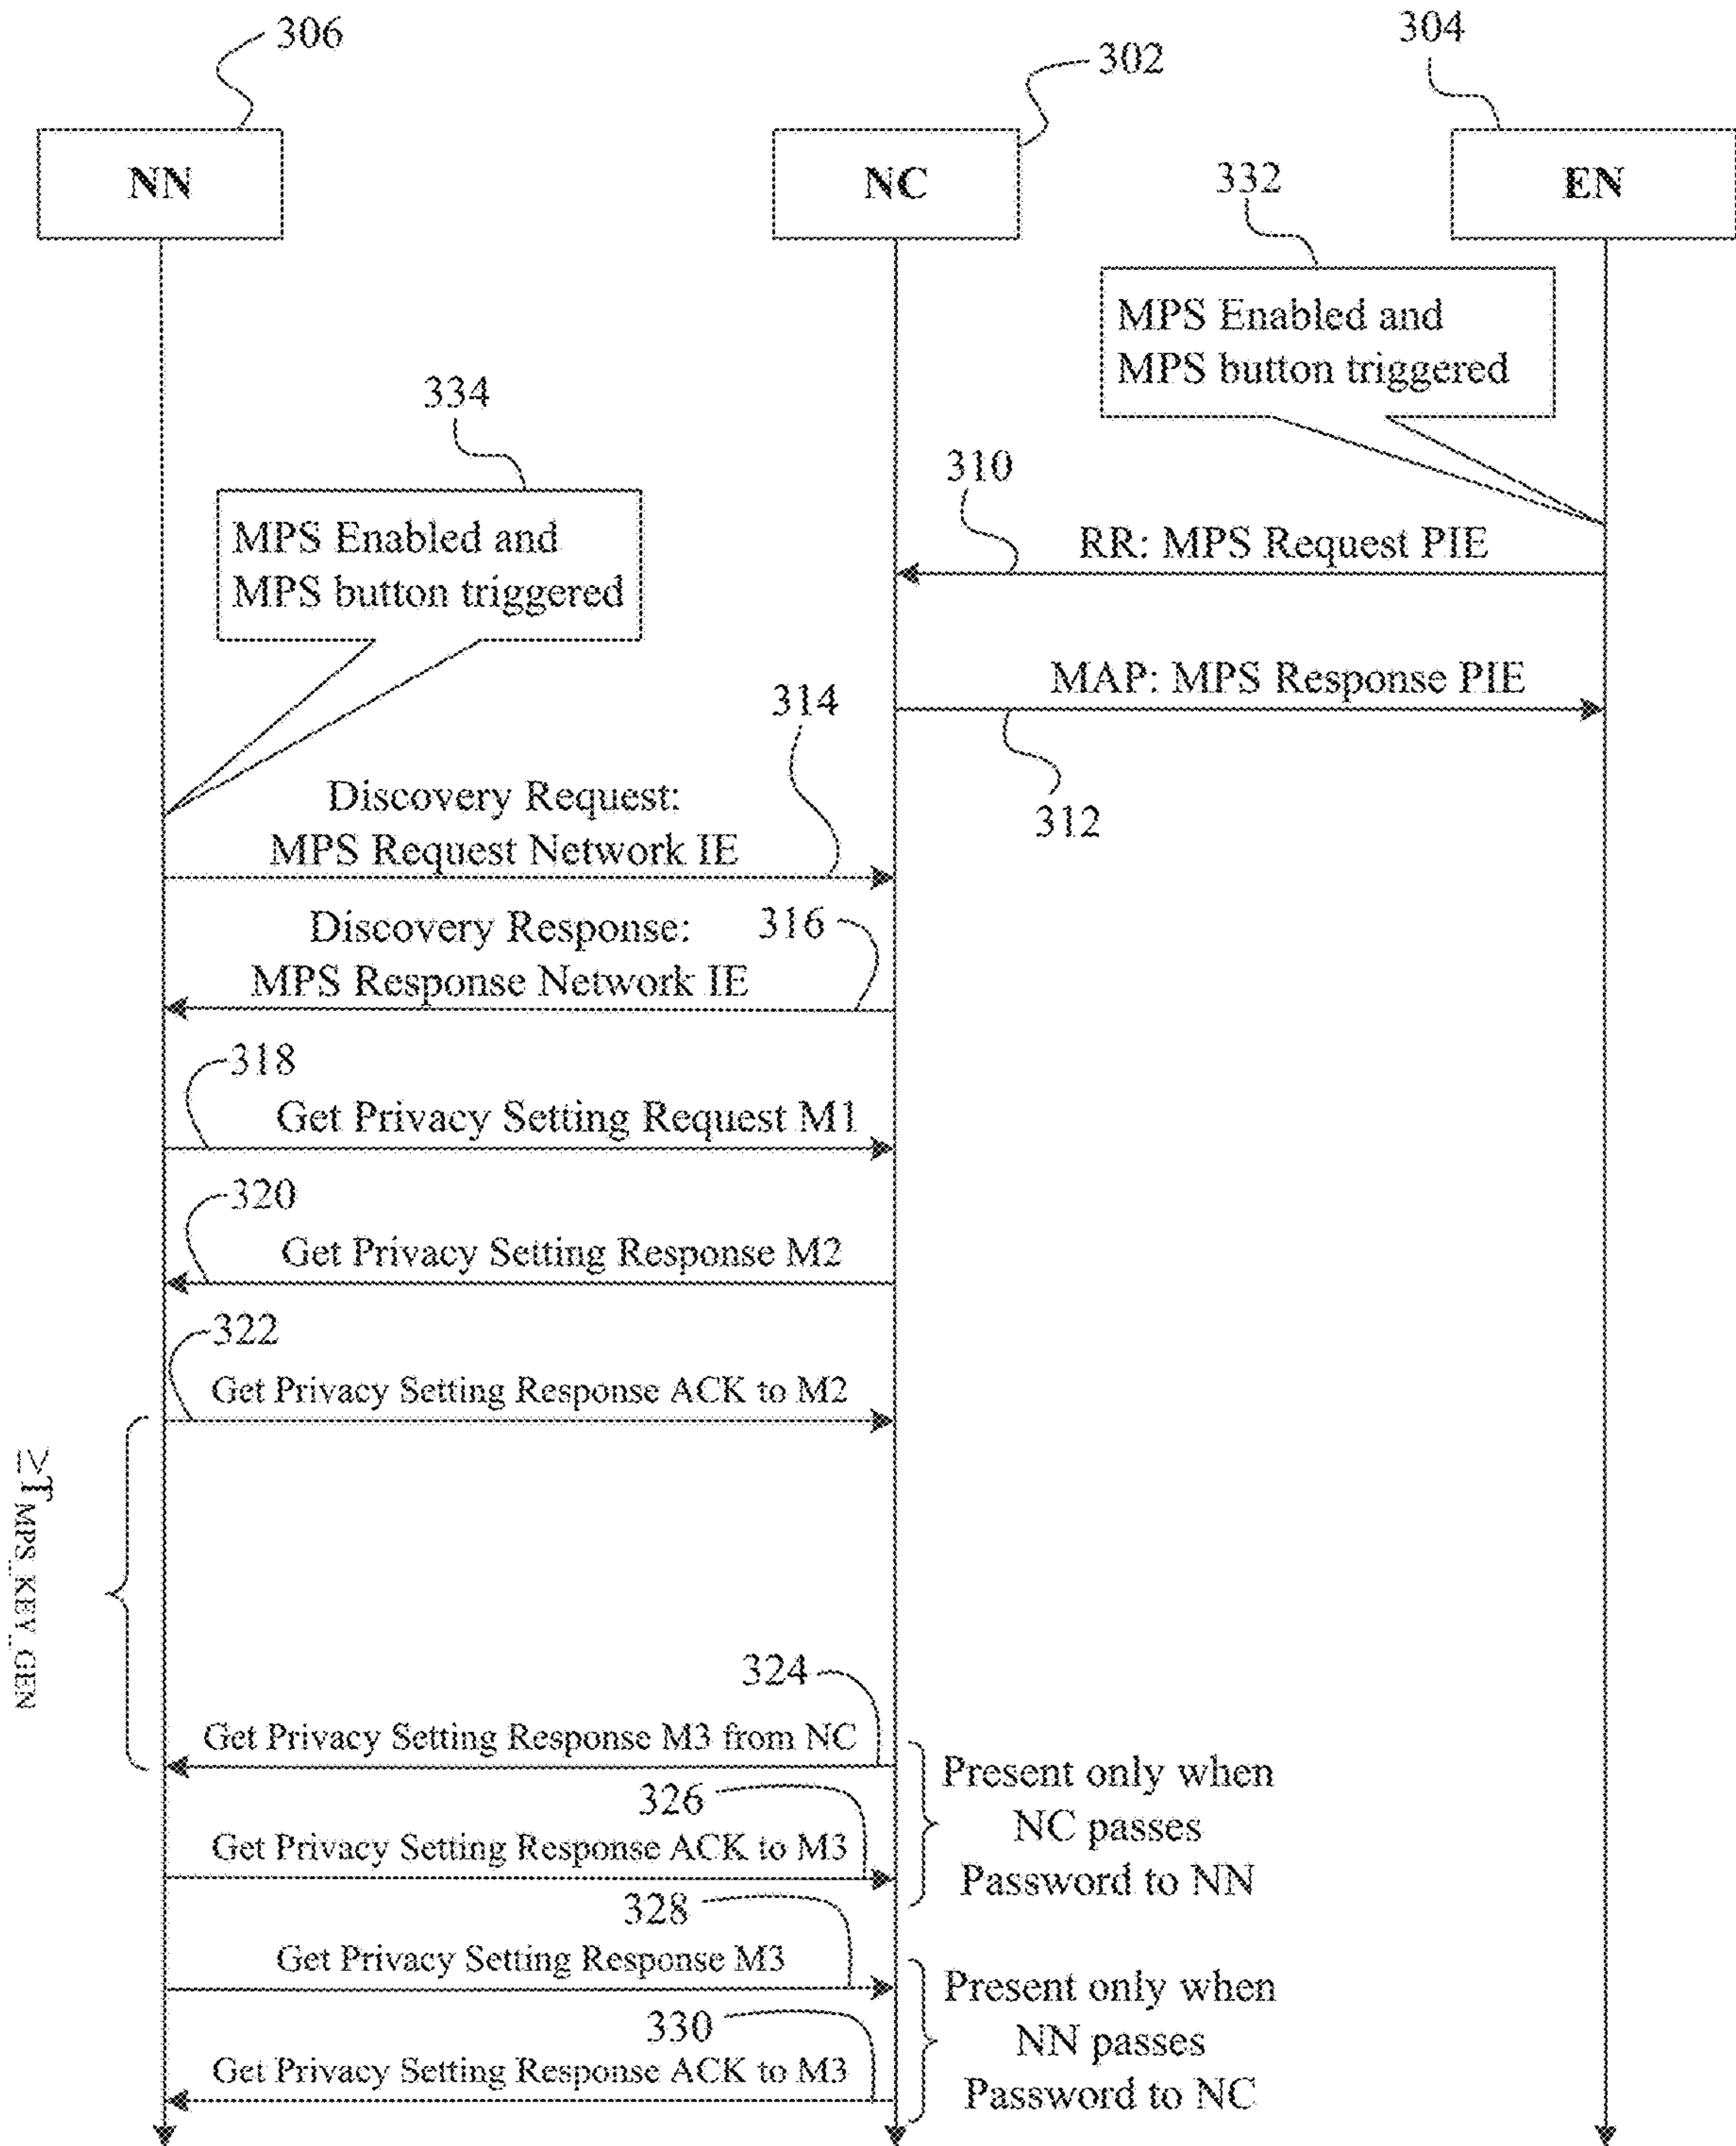 306
302
304
NN
NC
EN
332
MPS Enabled and
MPS button triggered
334
310
MPS Enabled and
MPS button triggered
RR: MPS Request PIE
MAP: MPS Response PIE
314
312
Discovery Request:
MPS Request Network IE
Discovery Response:
316
MPS Response Network IE
318
Get Privacy Setting Request M1
320
Get Privacy Setting Response M2
322
Get Privacy Setting Response ACK to M2
≥T MPS_KEY_GEN
324
Get Privacy Setting Response M3 from NC
Present only when
NC passes
Password to NN
326
Get Privacy Setting Response ACK to M3
328
Get Privacy Setting Response M3
Present only when
NN passes
Password to NC
330
Get Privacy Setting Response ACK to M3